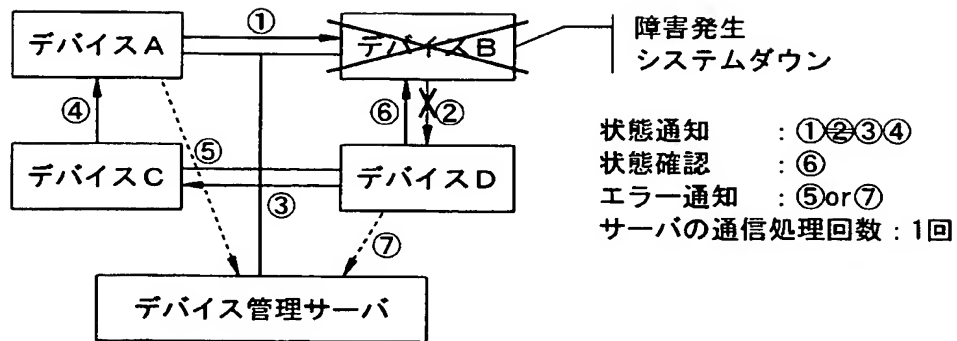 ①
デバイスA
デバイスB
障害発生
システムダウン
④
⑤
⑥
②
デバイスC
デバイスD
③
⑦
デバイス管理サーバ
状態通知 : ①②③④
状態確認 : ⑥
エラー通知 : ⑤or⑦
サーバの通信処理回数 : 1回